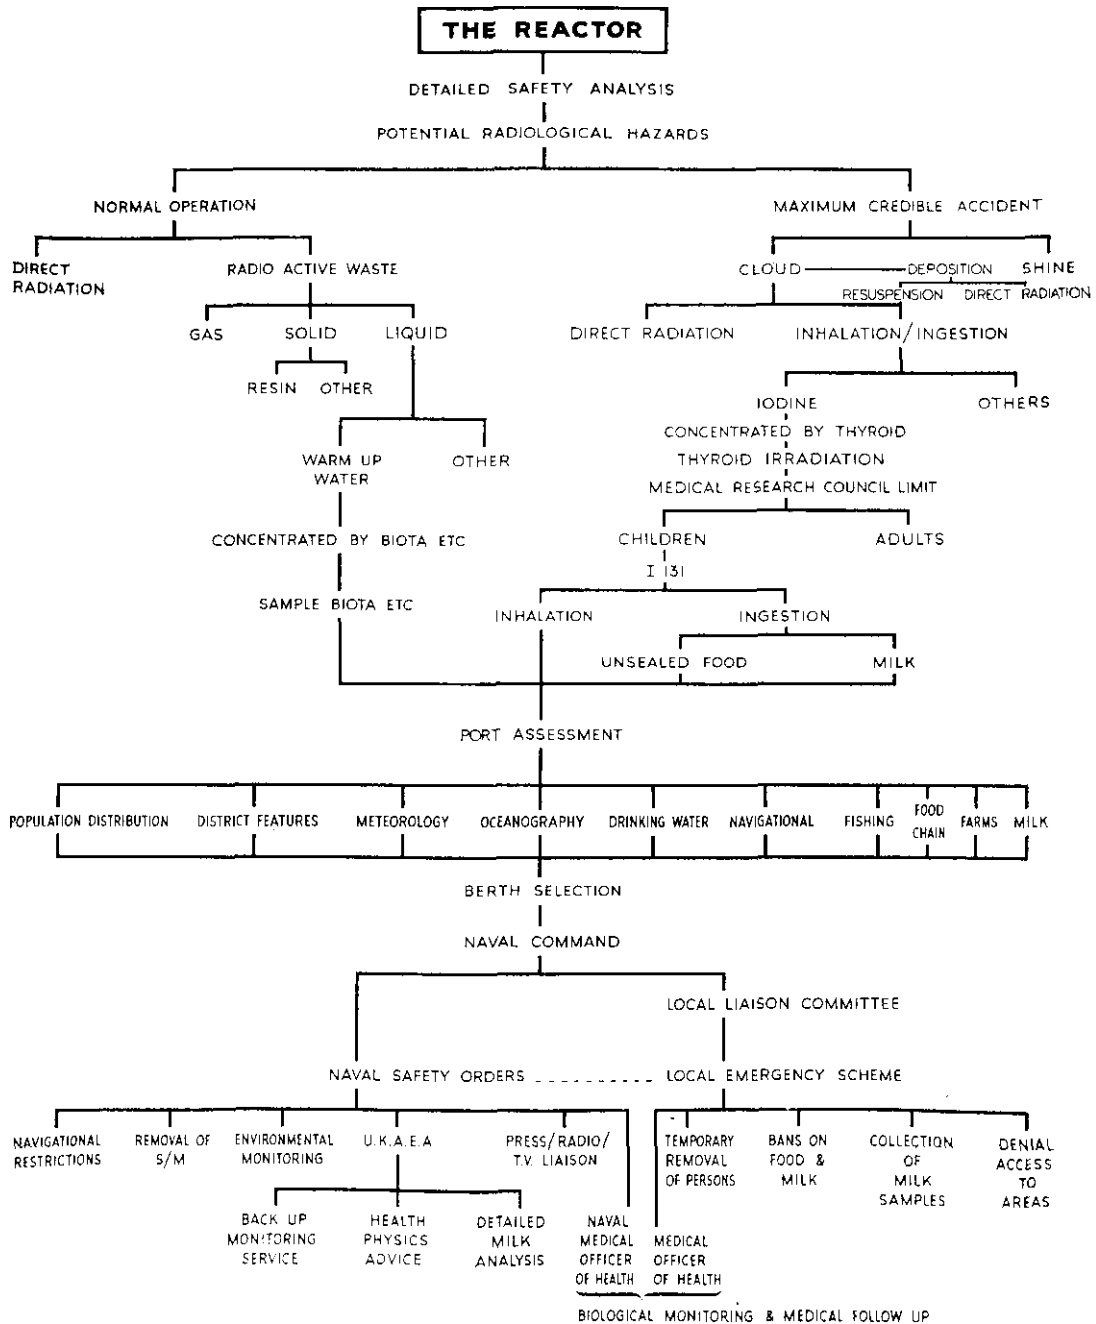 THE REACTOR
DETAILED SAFETY ANALYSIS
POTENTIAL RADIOLOGICAL HAZARDS
NORMAL OPERATION
MAXIMUM CREDIBLE ACCIDENT
DIRECT
RADIATION
RADIO ACTIVE WASTE
CLOUD
DEPOSITION
SHINE
RESUSPENSION
DIRECT RADIATION
GAS
SOLID
LIQUID
DIRECT RADIATION
INHALATION/INGESTION
RESIN
OTHER
IODINE
OTHERS
CONCENTRATED BY THYROID
THYROID IRRADIATION
MEDICAL RESEARCH COUNCIL LIMIT
WARM UP
WATER
OTHER
CONCENTRATED BY BIOTA ETC
CHILDREN
ADULTS
I 131
SAMPLE BIOTA ETC
INHALATION
INGESTION
UNSEALED FOOD
MILK
PORT ASSESSMENT
POPULATION DISTRIBUTION
DISTRICT FEATURES
METEOROLOGY
OCEANOGRAPHY
DRINKING WATER
NAVIGATIONAL
FISHING
FOOD
CHAIN
FARMS
MILK
BERTH SELECTION
NAVAL COMMAND
LOCAL LIAISON COMMITTEE
NAVAL SAFETY ORDERS
LOCAL EMERGENCY SCHEME
NAVIGATIONAL
RESTRICTIONS
REMOVAL OF
S/M
ENVIRONMENTAL
MONITORING
U.K.A.E.A
PRESS/RADIO/
T.V. LIAISON
TEMPORARY
REMOVAL
OF PERSONS
BANS ON
FOOD &
MILK
COLLECTION
OF
MILK
SAMPLES
DENIAL
ACCESS
TO
AREAS
BACK UP
MONITORING
SERVICE
HEALTH
PHYSICS
ADVICE
DETAILED
MILK
ANALYSIS
NAVAL
MEDICAL
OFFICER
OF HEALTH
MEDICAL
OFFICER
OF HEALTH
BIOLOGICAL MONITORING & MEDICAL FOLLOW UP